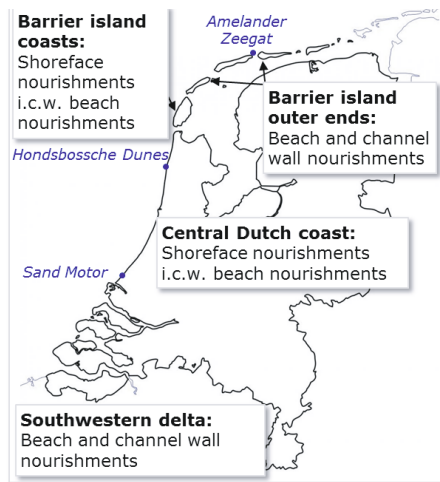 Barrier island
coasts:
Shoreface
nourishments
i.c.w. beach
nourishments
Amelander
Zeegat
Barrier island
outer ends:
Beach and channel
wall nourishments
Hondsbossche Dunes
Central Dutch coast:
Shoreface nourishments
i.c.w. beach nourishments
Sand Motor
Southwestern delta:
Beach and channel wall
nourishments